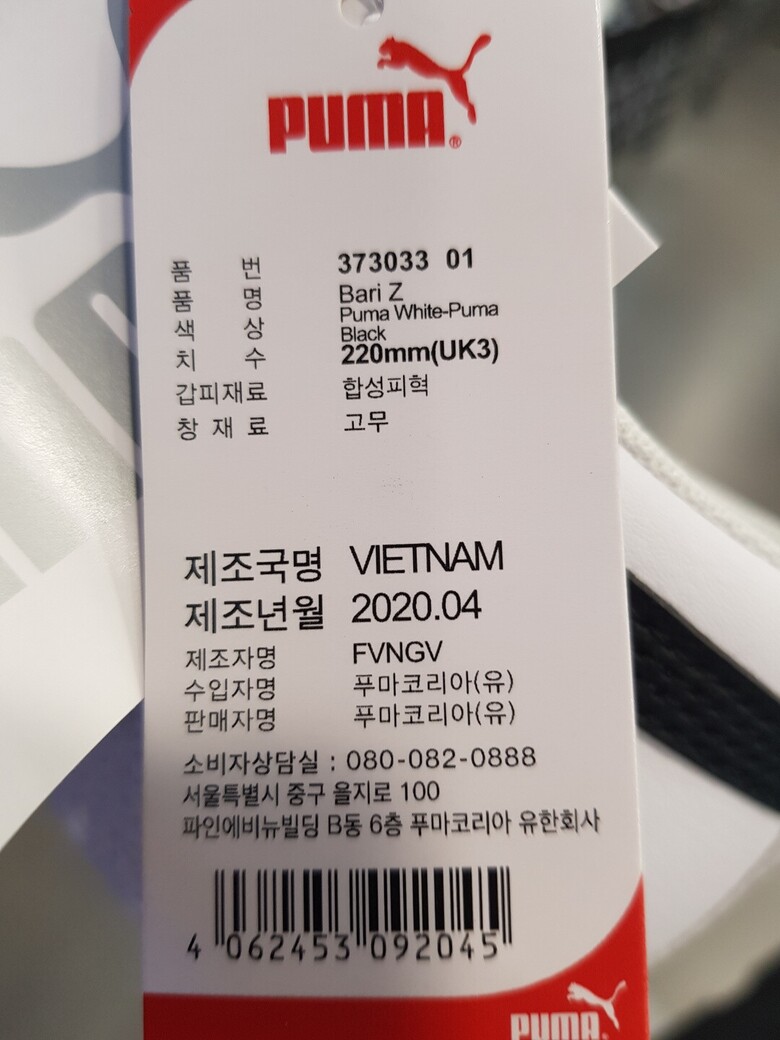 PUMA®
품 번 373033 01
품 명 Bari Z
색 상 Puma White-Puma
Black
치 수 220mm(UK3)
갑피재료 합성피혁
창 재 료 고무
제조국명 VIETNAM
제조년월 2020.04
제조자명 FVNGV
수입자명 푸마코리아(유)
판매자명 푸마코리아(유)
소비자상담실 : 080-082-0888
서울특별시 중구 을지로 100
파인에비뉴빌딩 B동 6층 푸마코리아 유한회사
4 062453 092045
PUMA